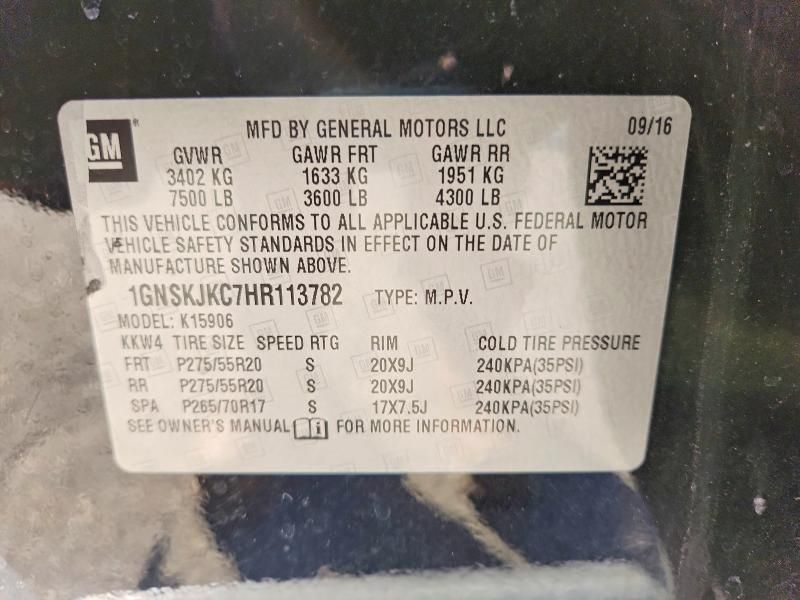 GM
MFD BY GENERAL MOTORS LLC 09/16
GVWR GAWR FRT GAWR RR
3402 KG 1633 KG 1951 KG
7500 LB 3600 LB 4300 LB
THIS VEHICLE CONFORMS TO ALL APPLICABLE U.S. FEDERAL MOTOR
VEHICLE SAFETY STANDARDS IN EFFECT ON THE DATE OF
MANUFACTURE SHOWN ABOVE.
1GNSKJKC7HR113782 TYPE: M.P.V.
MODEL: K15906
KKW4 TIRE SIZE SPEED RTG RIM COLD TIRE PRESSURE
FRT P275/55R20 S 20X9J 240KPA(35PSI)
RR P275/55R20 S 20X9J 240KPA(35PSI)
SPA P265/70R17 S 17X7.5J 240KPA(35PSI)
SEE OWNER'S MANUAL FOR MORE INFORMATION.